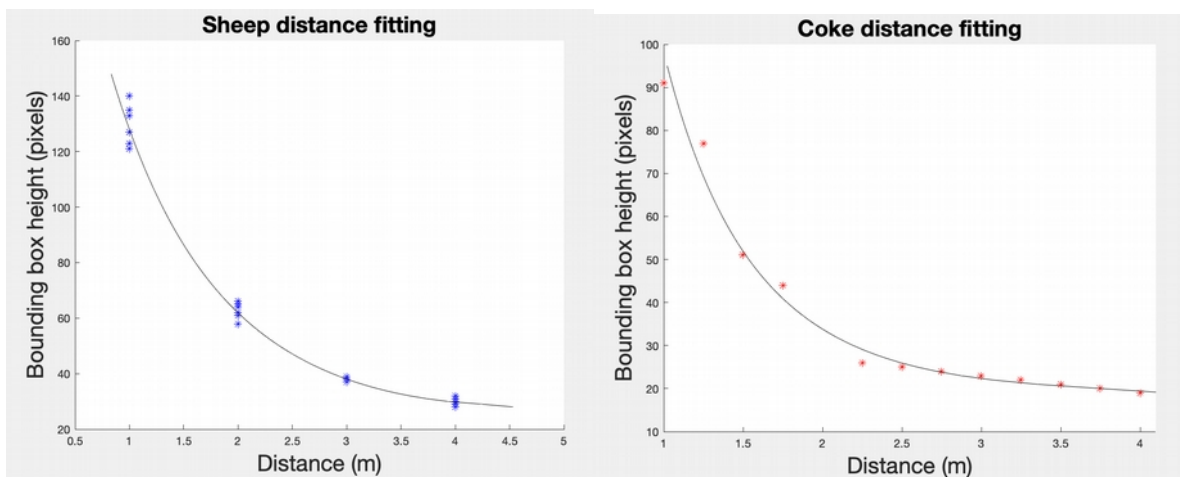 Sheep distance fitting
Bounding box height (pixels)
160
140
120
100
80
60
40
20
0.5 1 1.5 2 2.5 3 3.5 4 4.5 5
Distance (m)
Coke distance fitting
Bounding box height (pixels)
100
90
80
70
60
50
40
30
20
10
1 1.5 2 2.5 3 3.5 4
Distance (m)